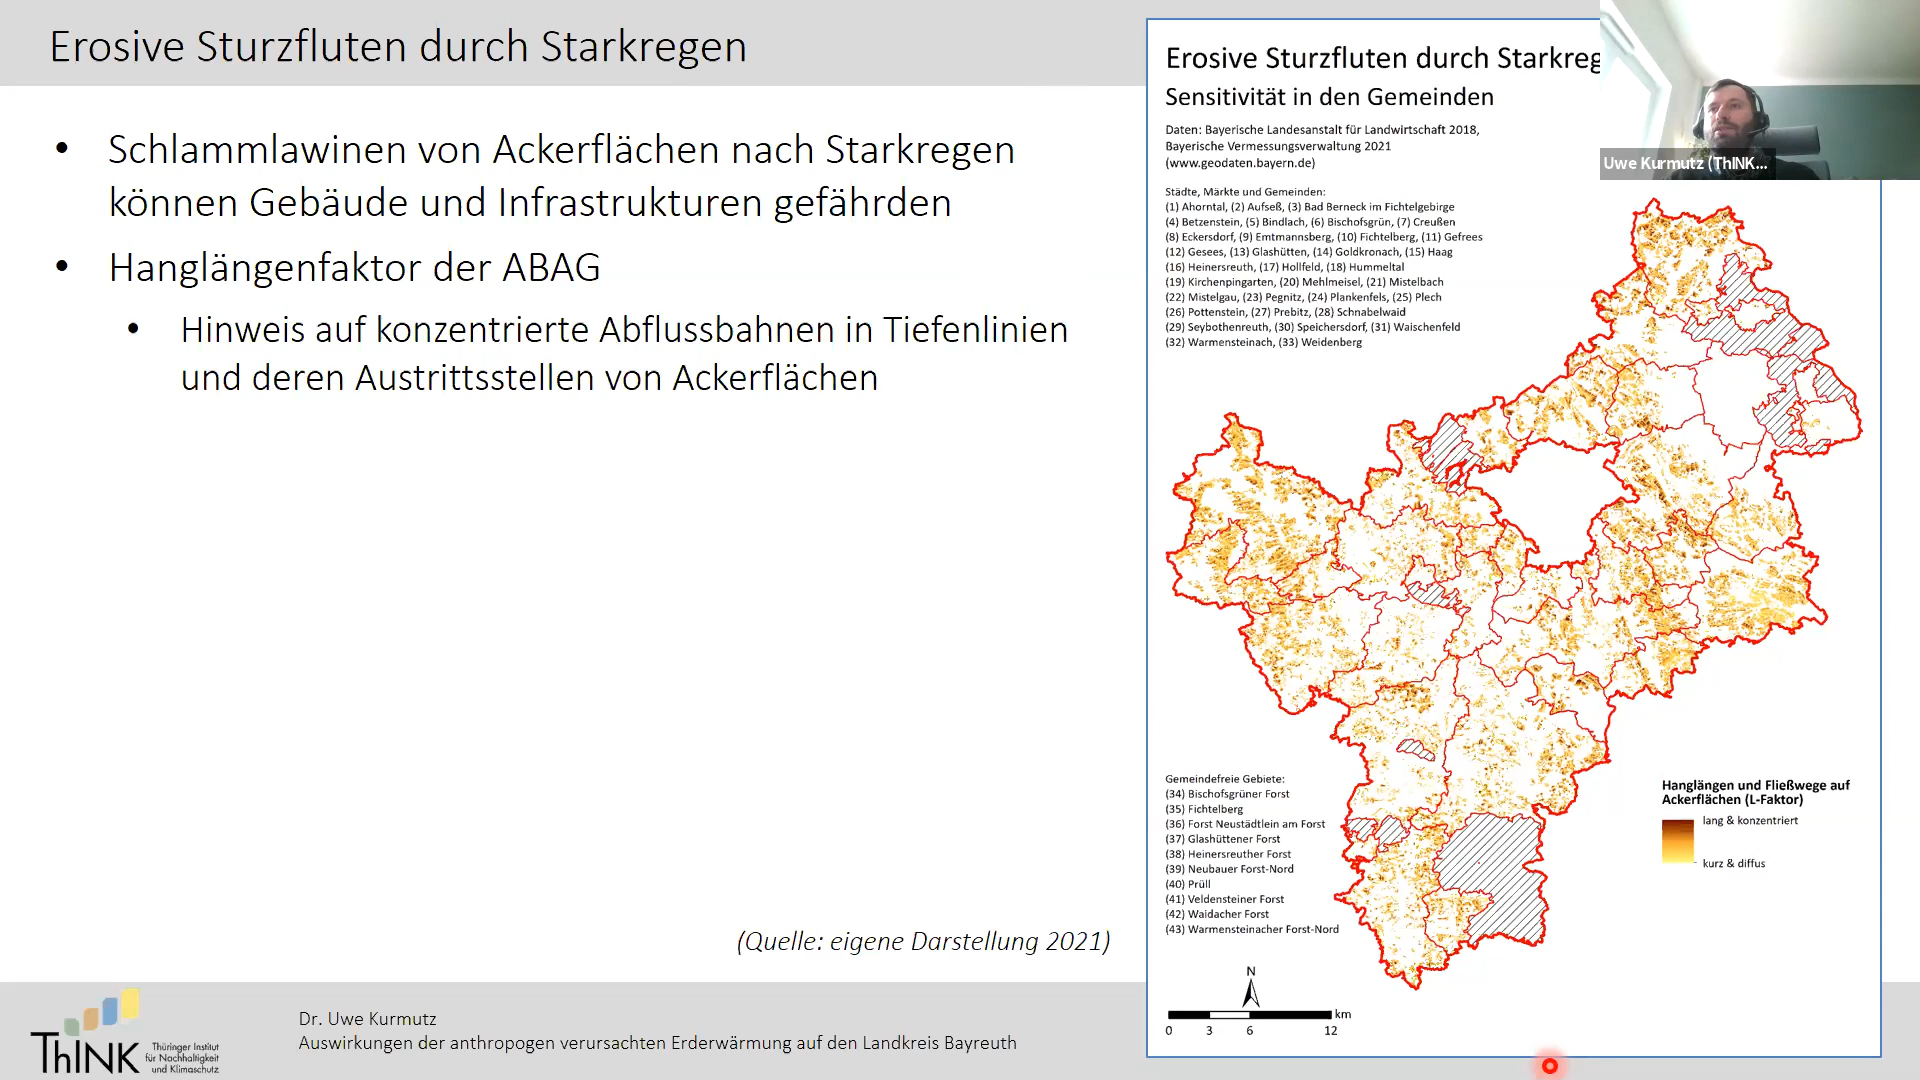 Erosive Sturzfluten durch Starkregen
• Schlammlawinen von Ackerflächen nach Starkregen
können Gebäude und Infrastrukturen gefährden
• Hanglängenfaktor der ABAG
• Hinweis auf konzentrierte Abflussbahnen in Tiefenlinien
und deren Austrittsstellen von Ackerflächen
(Quelle: eigene Darstellung 2021)
Erosive Sturzfluten durch Starkreg
Sensitivität in den Gemeinden
Daten: Bayerische Landesanstalt für Landwirtschaft 2018,
Bayerische Vermessungsverwaltung 2021
(www.geodaten.bayern.de)
Städte, Märkte und Gemeinden:
(1) Ahorntal, (2) Aufseß, (3) Bad Berneck im Fichtelgebirge
(4) Betzenstein, (5) Bindlach, (6) Bischofsgrün, (7) Creußen
(8) Eckersdorf, (9) Emtmannsberg, (10) Fichtelberg, (11) Gefrees
(12) Gesees, (13) Glashütten, (14) Goldkronach, (15) Haag
(16) Heinersreuth, (17) Hollfeld, (18) Hummeltal
(19) Kirchenpingarten, (20) Mehlmeisel, (21) Mistelbach
(22) Mistelgau, (23) Pegnitz, (24) Plankenfels, (25) Plech
(26) Pottenstein, (27) Prebitz, (28) Schnabelwaid
(29) Seybothenreuth, (30) Speichersdorf, (31) Waischenfeld
(32) Warmensteinach, (33) Weidenberg
Gemeindefreie Gebiete:
(34) Bischofsgrüner Forst
(35) Fichtelberg
(36) Forst Neustädtlein am Forst
(37) Glashüttener Forst
(38) Heinersreuther Forst
(39) Neubauer Forst-Nord
(40) Prüll
(41) Veldensteiner Forst
(42) Waidacher Forst
(43) Warmensteinacher Forst-Nord
Hanglängen und Fließwege auf
Ackerflächen (L-Faktor)
lang & konzentriert
kurz & diffus
N
km
0 3 6 12
Uwe Kurmutz (ThINK...
ThINK
Thüringer Institut
für Nachhaltigkeit
und Klimaschutz
Dr. Uwe Kurmutz
Auswirkungen der anthropogen verursachten Erderwärmung auf den Landkreis Bayreuth